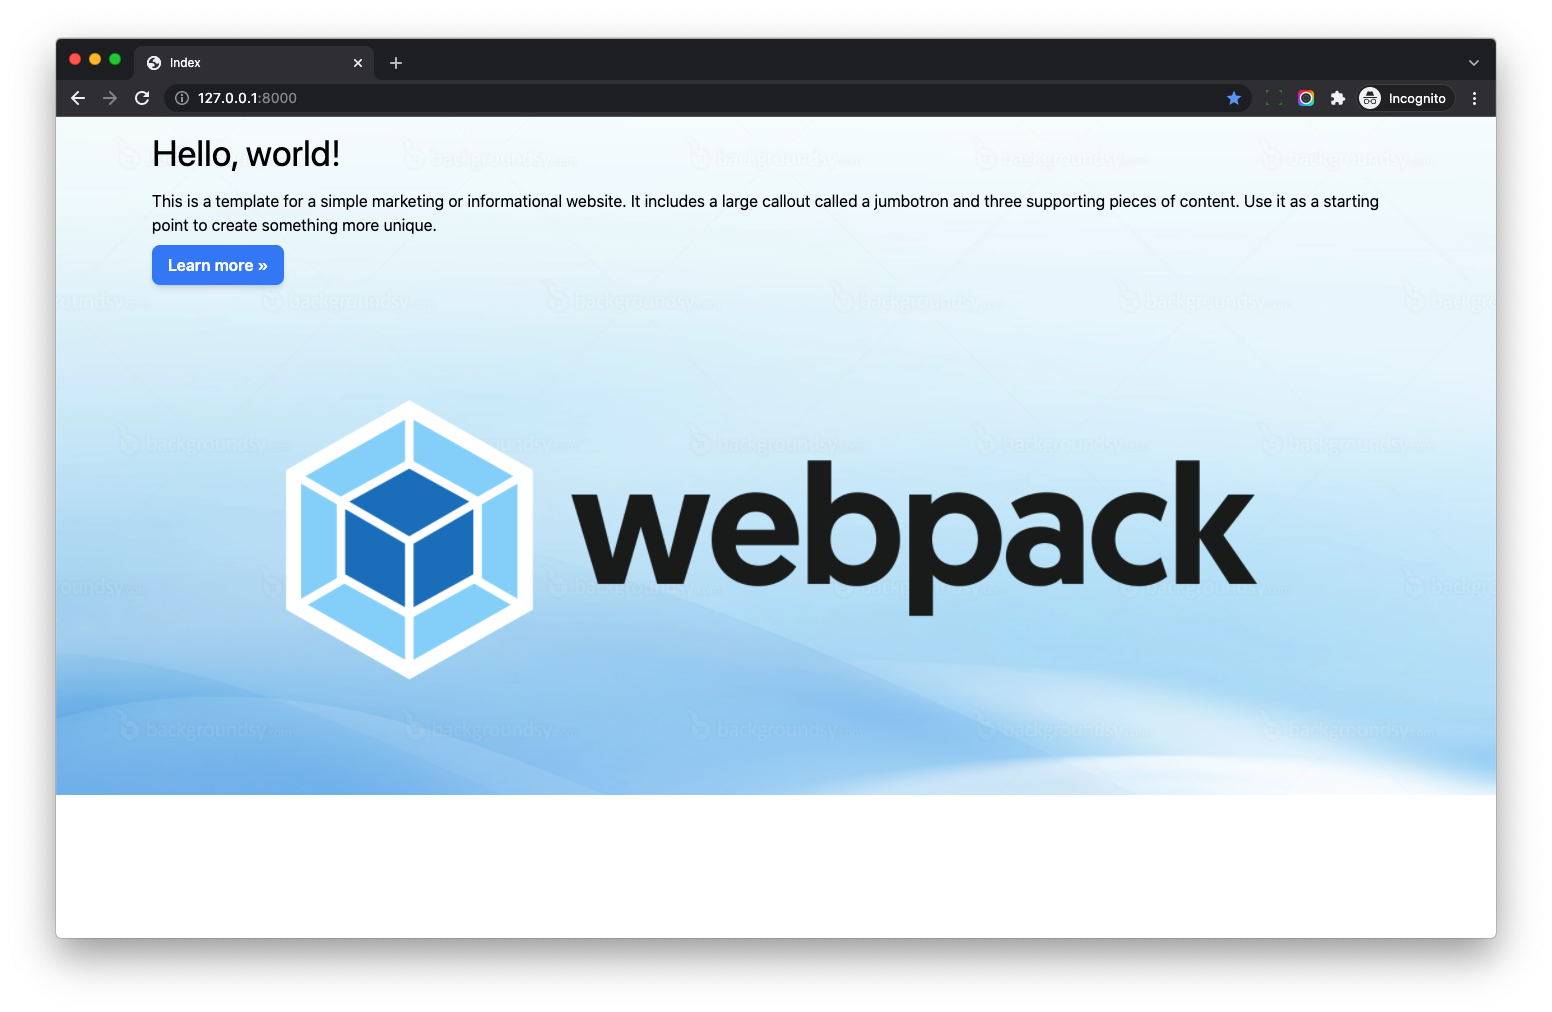 Index
127.0.0.1:8000
Incognito
Hello, world!
This is a template for a simple marketing or informational website. It includes a large callout called a jumbotron and three supporting pieces of content. Use it as a starting
point to create something more unique.
Learn more »
webpack
backgroundsy.com